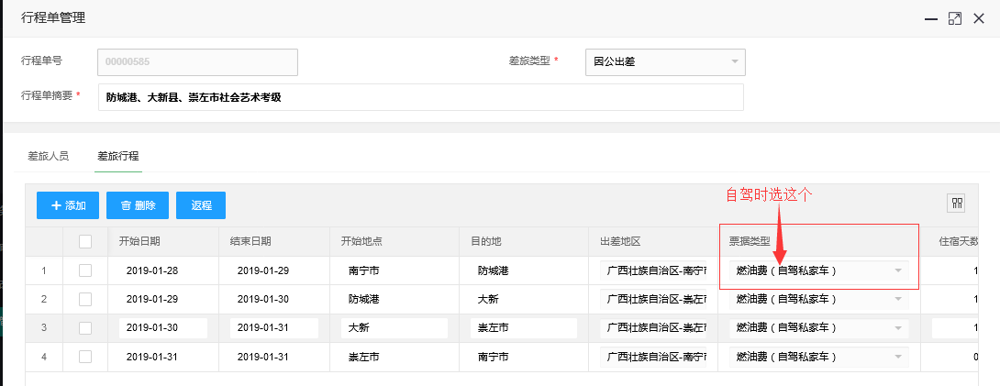 行程单管理
行程单号 00000585 差旅类型 * 因公出差
行程单摘要 * 防城港、大新县、崇左市社会艺术考级
差旅人员 差旅行程
添加 删除 返程 自驾时选这个
开始日期 结束日期 开始地点 目的地 出差地区 票据类型 住宿天数
1 2019-01-28 2019-01-29 南宁市 防城港 广西壮族自治区-南宁市 燃油费（自驾私家车） 1
2 2019-01-29 2019-01-30 防城港 大新 广西壮族自治区-崇左市 燃油费（自驾私家车） 1
3 2019-01-30 2019-01-31 大新 崇左市 广西壮族自治区-崇左市 燃油费（自驾私家车） 1
4 2019-01-31 2019-01-31 崇左市 南宁市 广西壮族自治区-南宁市 燃油费（自驾私家车） 0